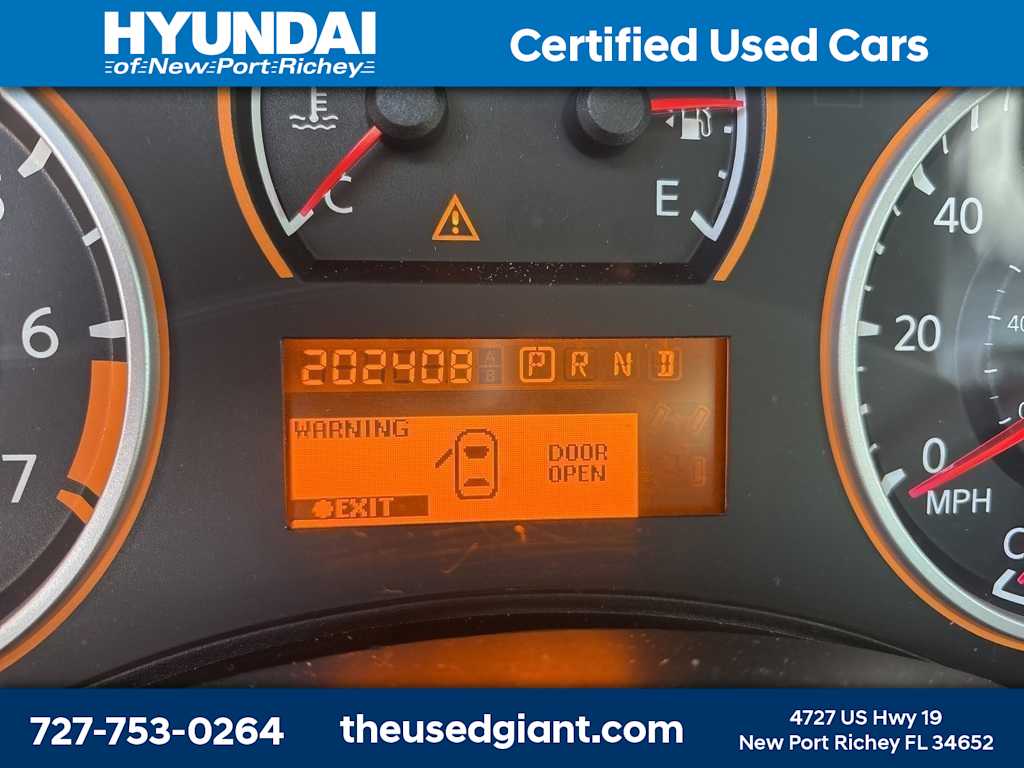 HYUNDAI
of New Port Richey
Certified Used Cars
C
E
6
7
40
20
0
MPH
202408 A B P R N D
WARNING
DOOR
OPEN
EXIT
727-753-0264
theusedgiant.com
4727 US Hwy 19
New Port Richey FL 34652